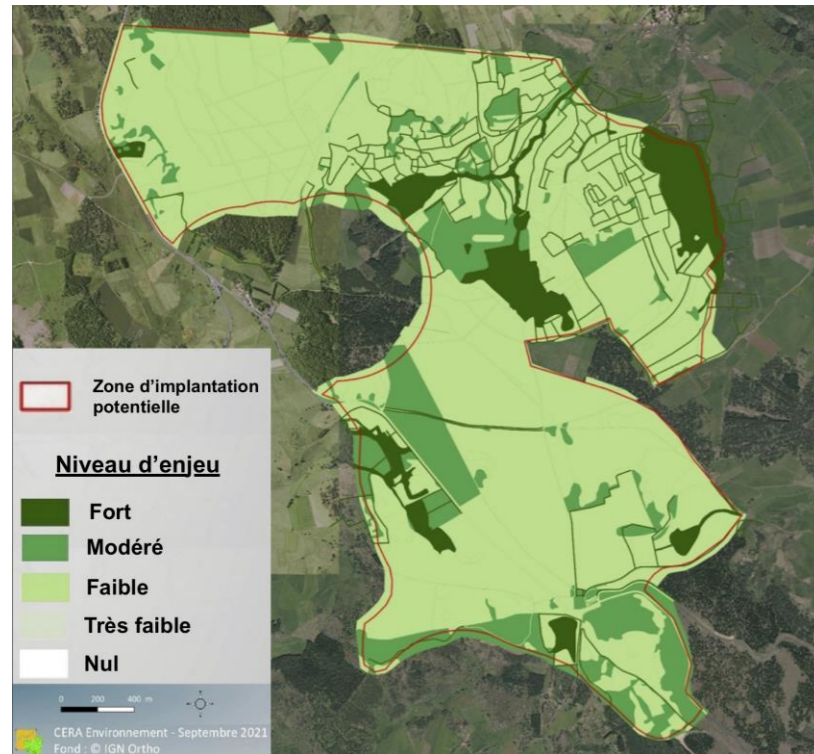 Zone d'implantation
potentielle
Niveau d'enjeu
Fort
Modéré
Faible
Très faible
Nul
0 200 400 m
CERA Environnement - Septembre 2021
Fond : © IGN Ortho